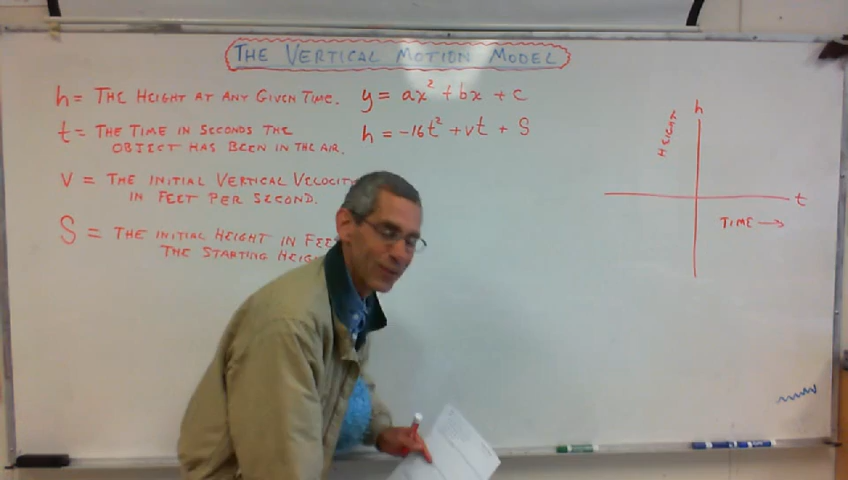 THE VERTICAL MOTION MODEL
h = THE HEIGHT AT ANY GIVEN TIME.
t = THE TIME IN SECONDS THE
OBJECT HAS BEEN IN THE AIR.
V = THE INITIAL VERTICAL VELOCITY
IN FEET PER SECOND.
S = THE INITIAL HEIGHT IN FEE
THE STARTING HEIG
y = ax² + bx + c
h = -16t² + vt + S
h
HEIGHT
t
TIME →